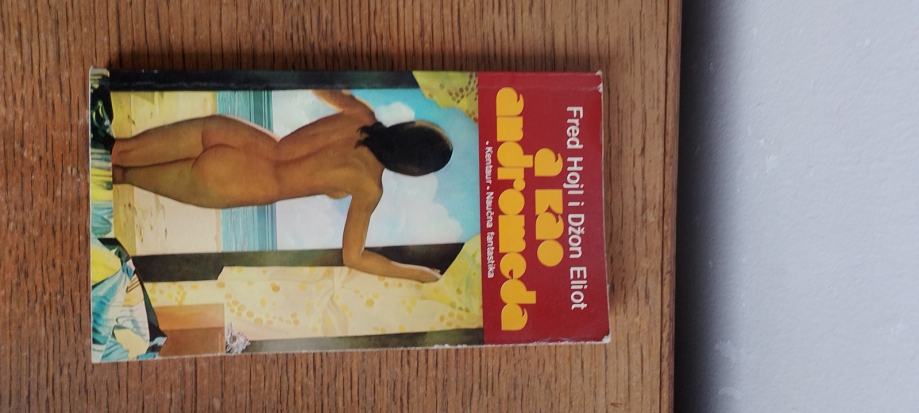 Fred Hojl i Džon Eliot
a kao
andromeda
• Kentaur • Naučna fantastika